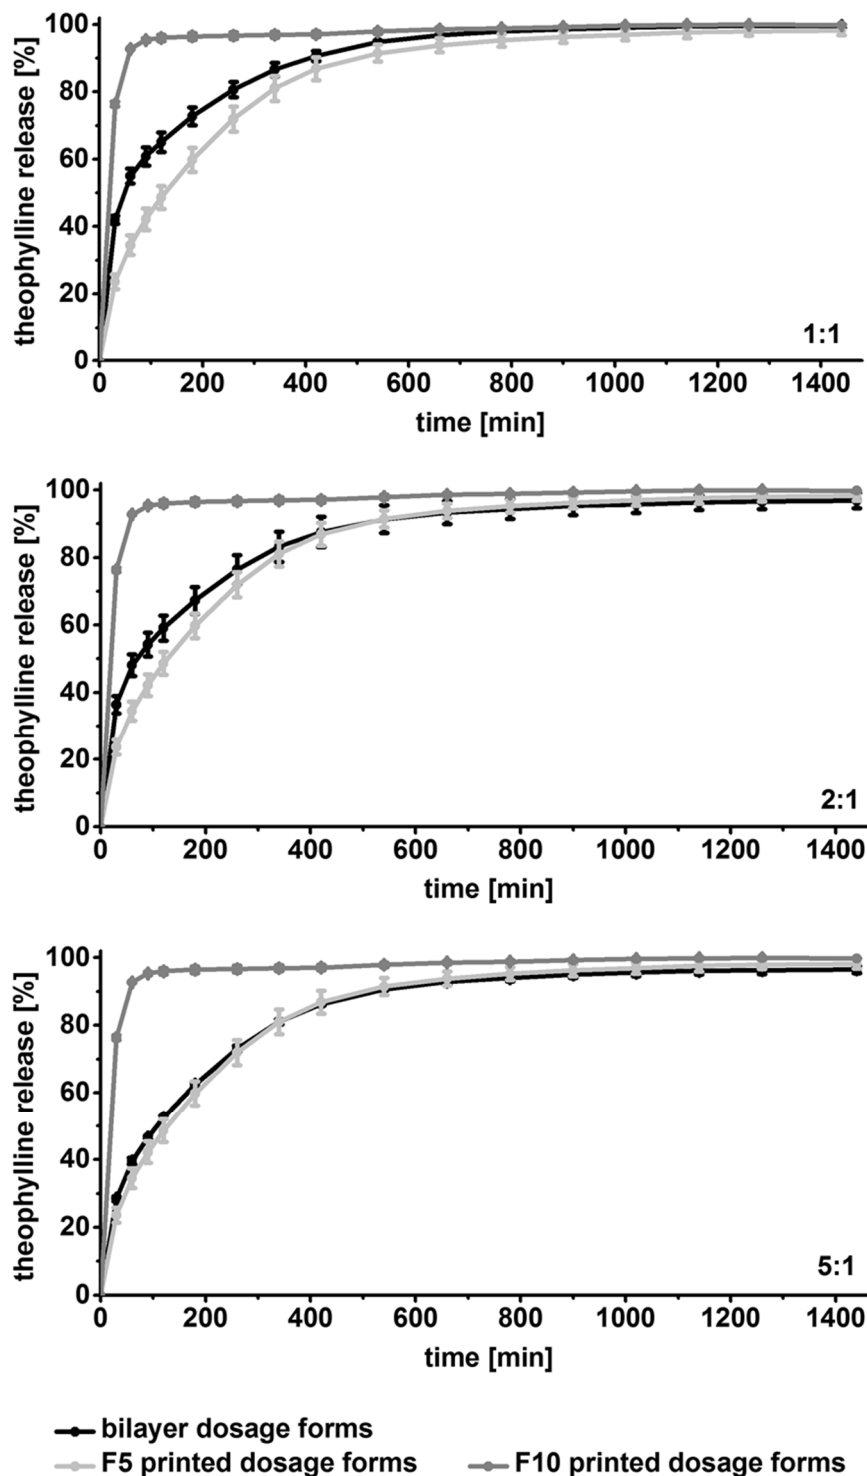 theophylline release [%]
100
80
60
40
20
0
0 200 400 600 800 1000 1200 1400
time [min]
1:1
theophylline release [%]
100
80
60
40
20
0
0 200 400 600 800 1000 1200 1400
time [min]
2:1
theophylline release [%]
100
80
60
40
20
0
0 200 400 600 800 1000 1200 1400
time [min]
5:1
bilayer dosage forms
F5 printed dosage forms F10 printed dosage forms